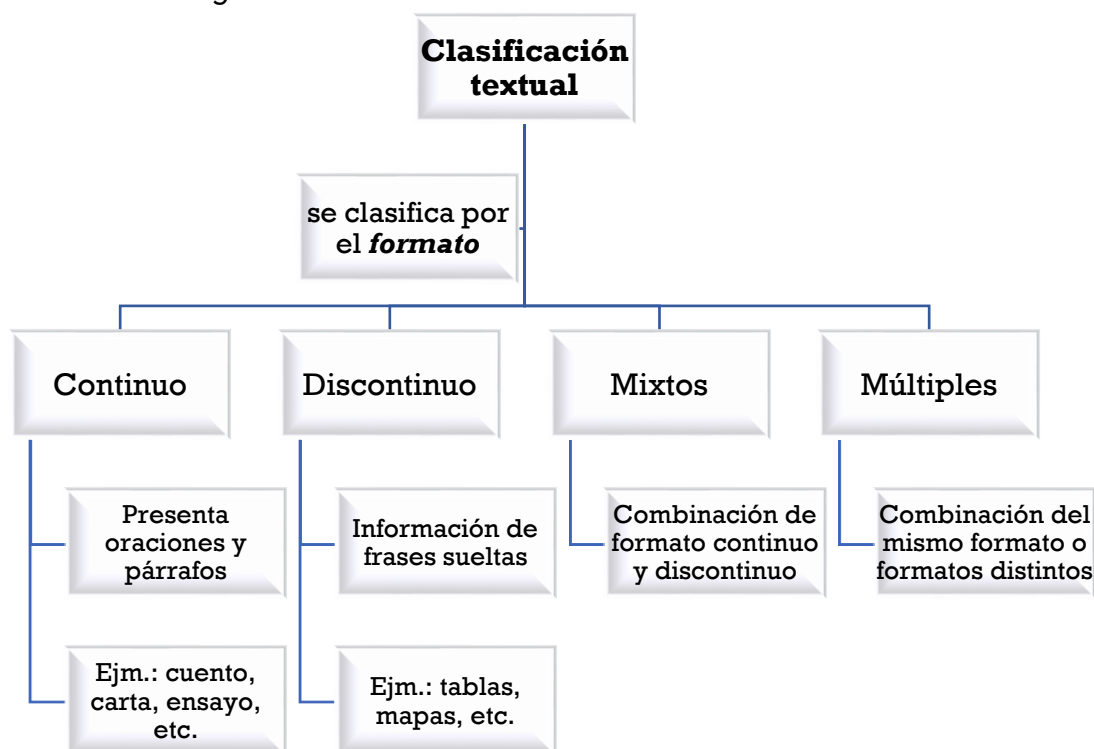 Clasificación
textual
se clasifica por
el formato
Continuo
Discontinuo
Mixtos
Múltiples
Presenta
oraciones y
párrafos
Información de
frases sueltas
Combinación de
formato continuo
y discontinuo
Combinación del
mismo formato o
formatos distintos
Ejm.: cuento,
carta, ensayo,
etc.
Ejm.: tablas,
mapas, etc.